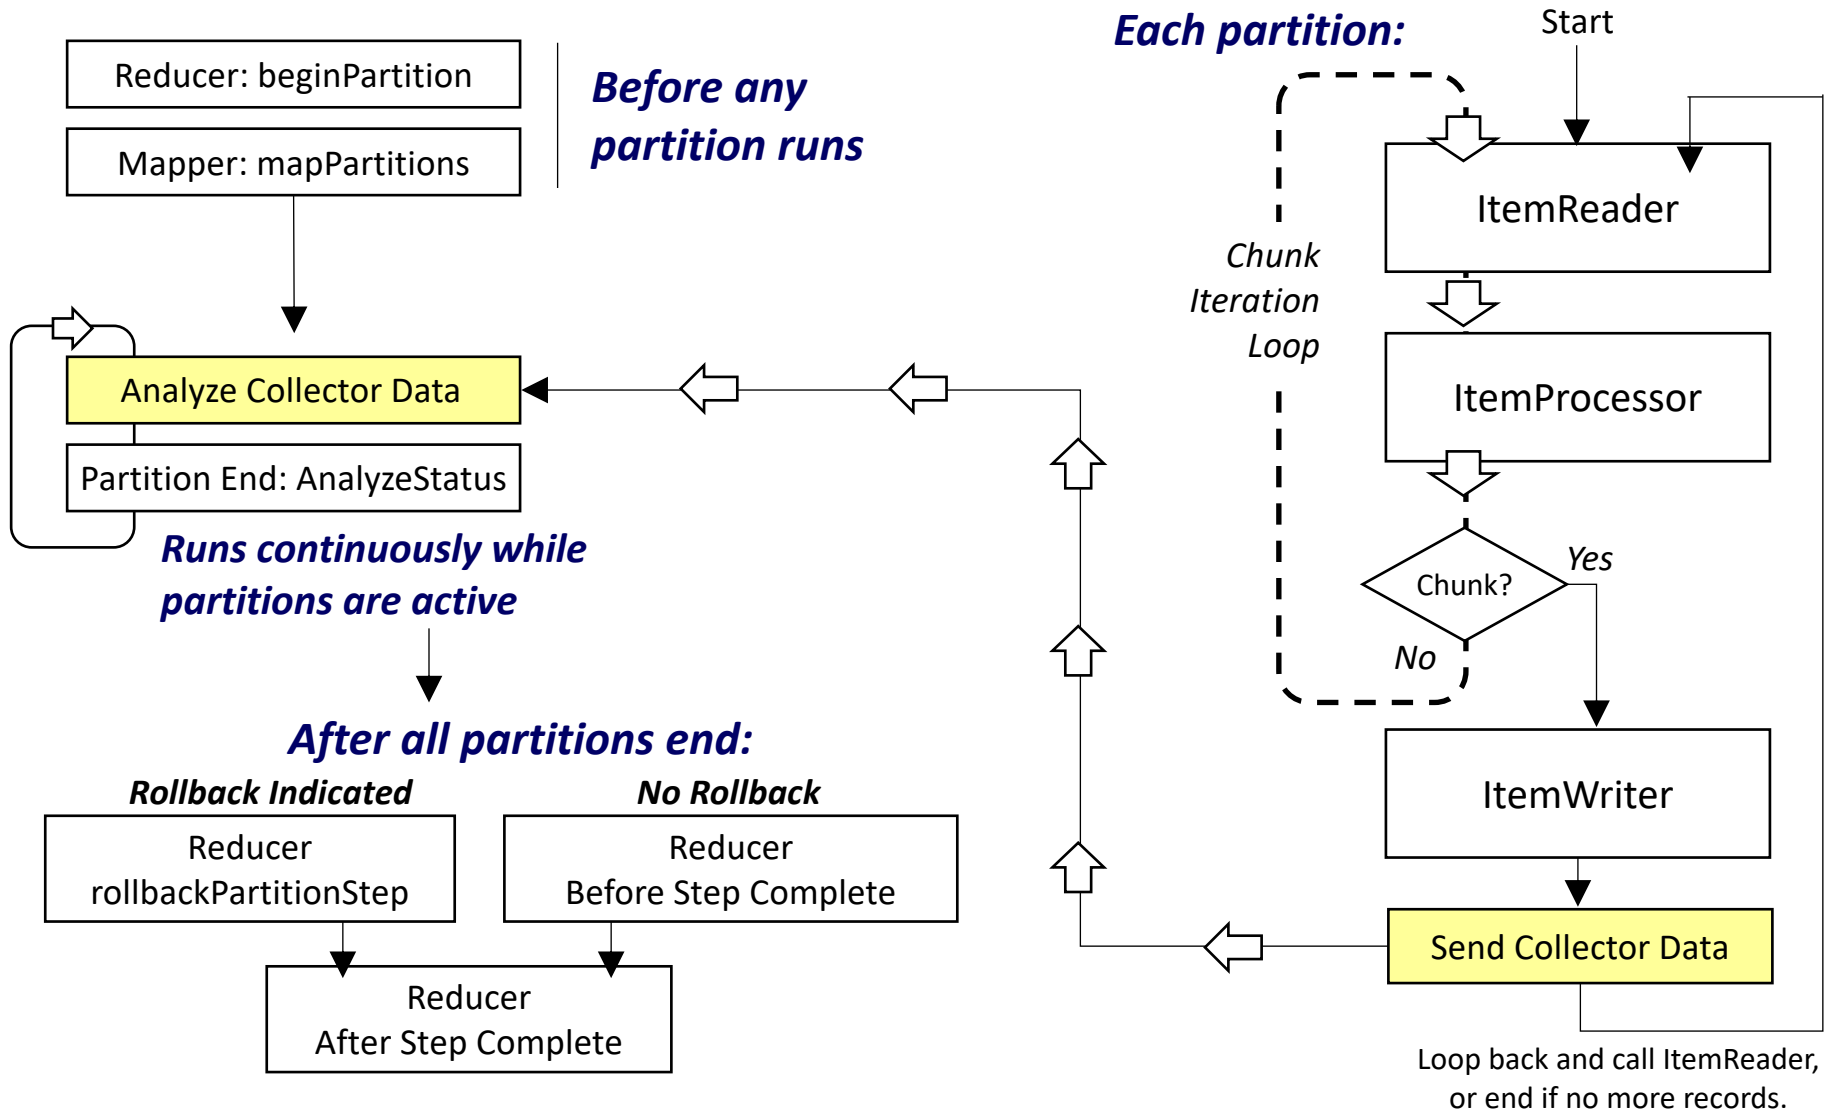 Reducer: beginPartition
Mapper: mapPartitions
Before any
partition runs
Analyze Collector Data
Partition End: AnalyzeStatus
Runs continuously while
partitions are active
After all partitions end:
Rollback Indicated
No Rollback
Reducer
rollbackPartitionStep
Reducer
Before Step Complete
Reducer
After Step Complete
Each partition:
Start
ItemReader
Chunk
Iteration
Loop
ItemProcessor
Chunk?
Yes
No
ItemWriter
Send Collector Data
Loop back and call ItemReader,
or end if no more records.